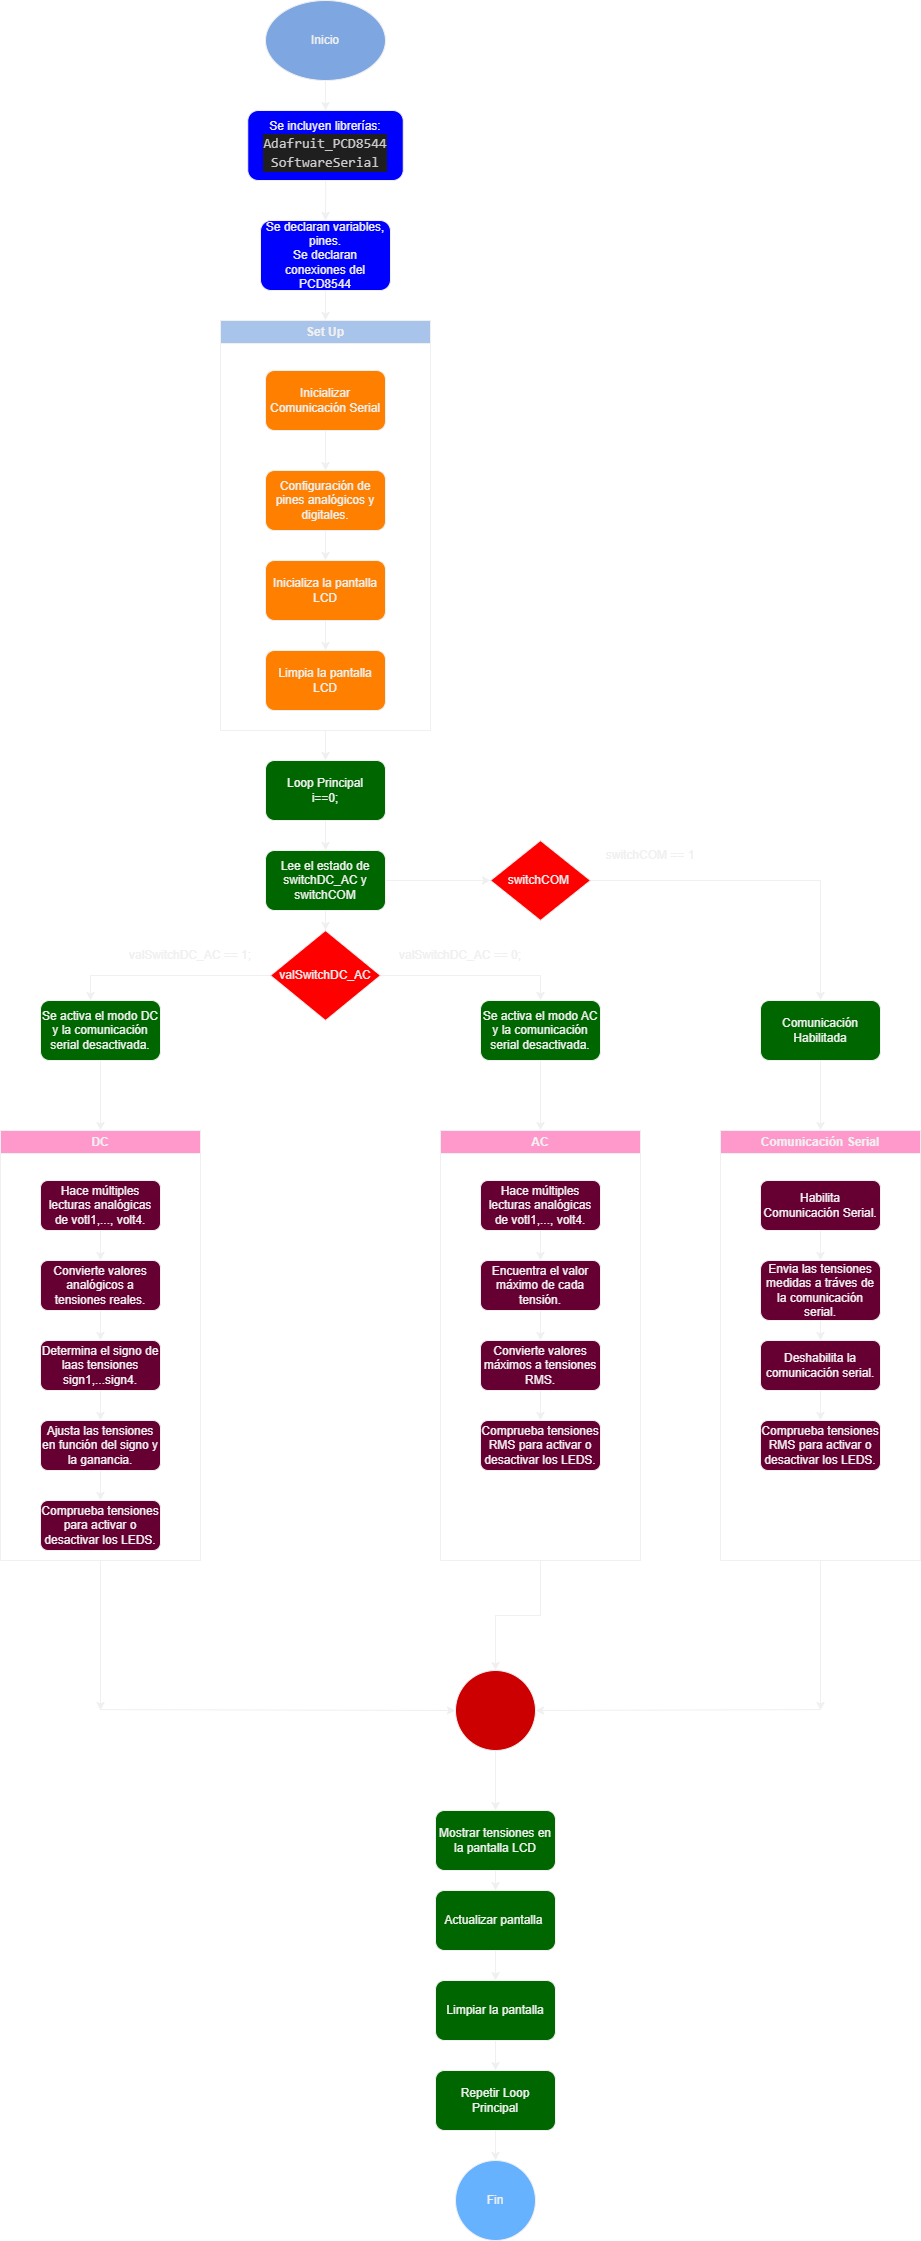 Inicio
Se incluyen librerías:
Adafruit_PCD8544
SoftwareSerial
Se declaran variables,
pines.
Se declaran
conexiones del
PCD8544
Set Up
Inicializar
Comunicación Serial
Configuración de
pines analógicos y
digitales.
Inicializa la pantalla
LCD
Limpia la pantalla
LCD
Loop Principal
i==0;
Lee el estado de
switchDC_AC y
switchCOM
switchCOM
switchCOM == 1
valSwitchDC_AC == 1;
valSwitchDC_AC
valSwitchDC_AC == 0;
Se activa el modo DC
y la comunicación
serial desactivada.
Se activa el modo AC
y la comunicación
serial desactivada.
Comunicación
Habilitada
DC
Hace múltiples
lecturas analógicas
de votl1,..., volt4.
Convierte valores
analógicos a
tensiones reales.
Determina el signo de
laas tensiones
sign1,...sign4.
Ajusta las tensiones
en función del signo y
la ganancia.
Comprueba tensiones
para activar o
desactivar los LEDS.
AC
Hace múltiples
lecturas analógicas
de votl1,..., volt4.
Encuentra el valor
máximo de cada
tensión.
Convierte valores
máximos a tensiones
RMS.
Comprueba tensiones
RMS para activar o
desactivar los LEDS.
Comunicación Serial
Habilita
Comunicación Serial.
Envia las tensiones
medidas a tráves de
la comunicación
serial.
Deshabilita la
comunicación serial.
Comprueba tensiones
RMS para activar o
desactivar los LEDS.
Mostrar tensiones en
la pantalla LCD
Actualizar pantalla
Limpiar la pantalla
Repetir Loop
Principal
Fin